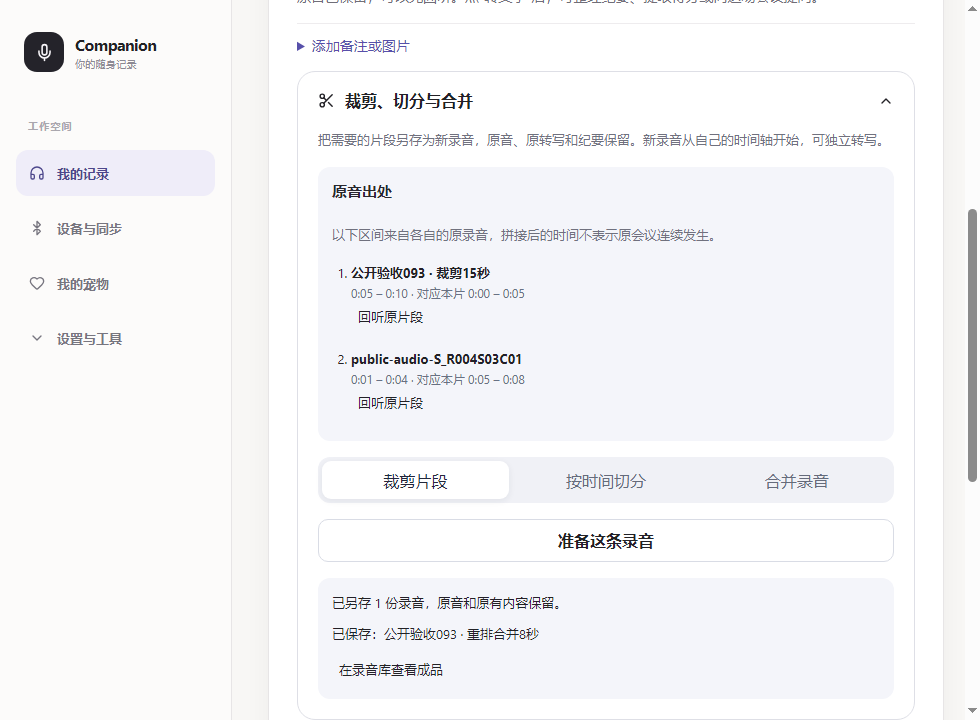 Companion
你的随身记录
工作空间
我的记录
设备与同步
我的宠物
设置与工具
添加备注或图片
裁剪、切分与合并
把需要的片段另存为新录音，原音、原转写和纪要保留。新录音从自己的时间轴开始，可独立转写。
原音出处
以下区间来自各自的原录音，拼接后的时间不表示原会议连续发生。
1. 公开验收093 · 裁剪15秒
0:05 – 0:10 · 对应本片 0:00 – 0:05
回听原片段
2. public-audio-S_R004S03C01
0:01 – 0:04 · 对应本片 0:05 – 0:08
回听原片段
裁剪片段
按时间切分
合并录音
准备这条录音
已另存 1 份录音，原音和原有内容保留。
已保存：公开验收093 · 重排合并8秒
在录音库查看成品